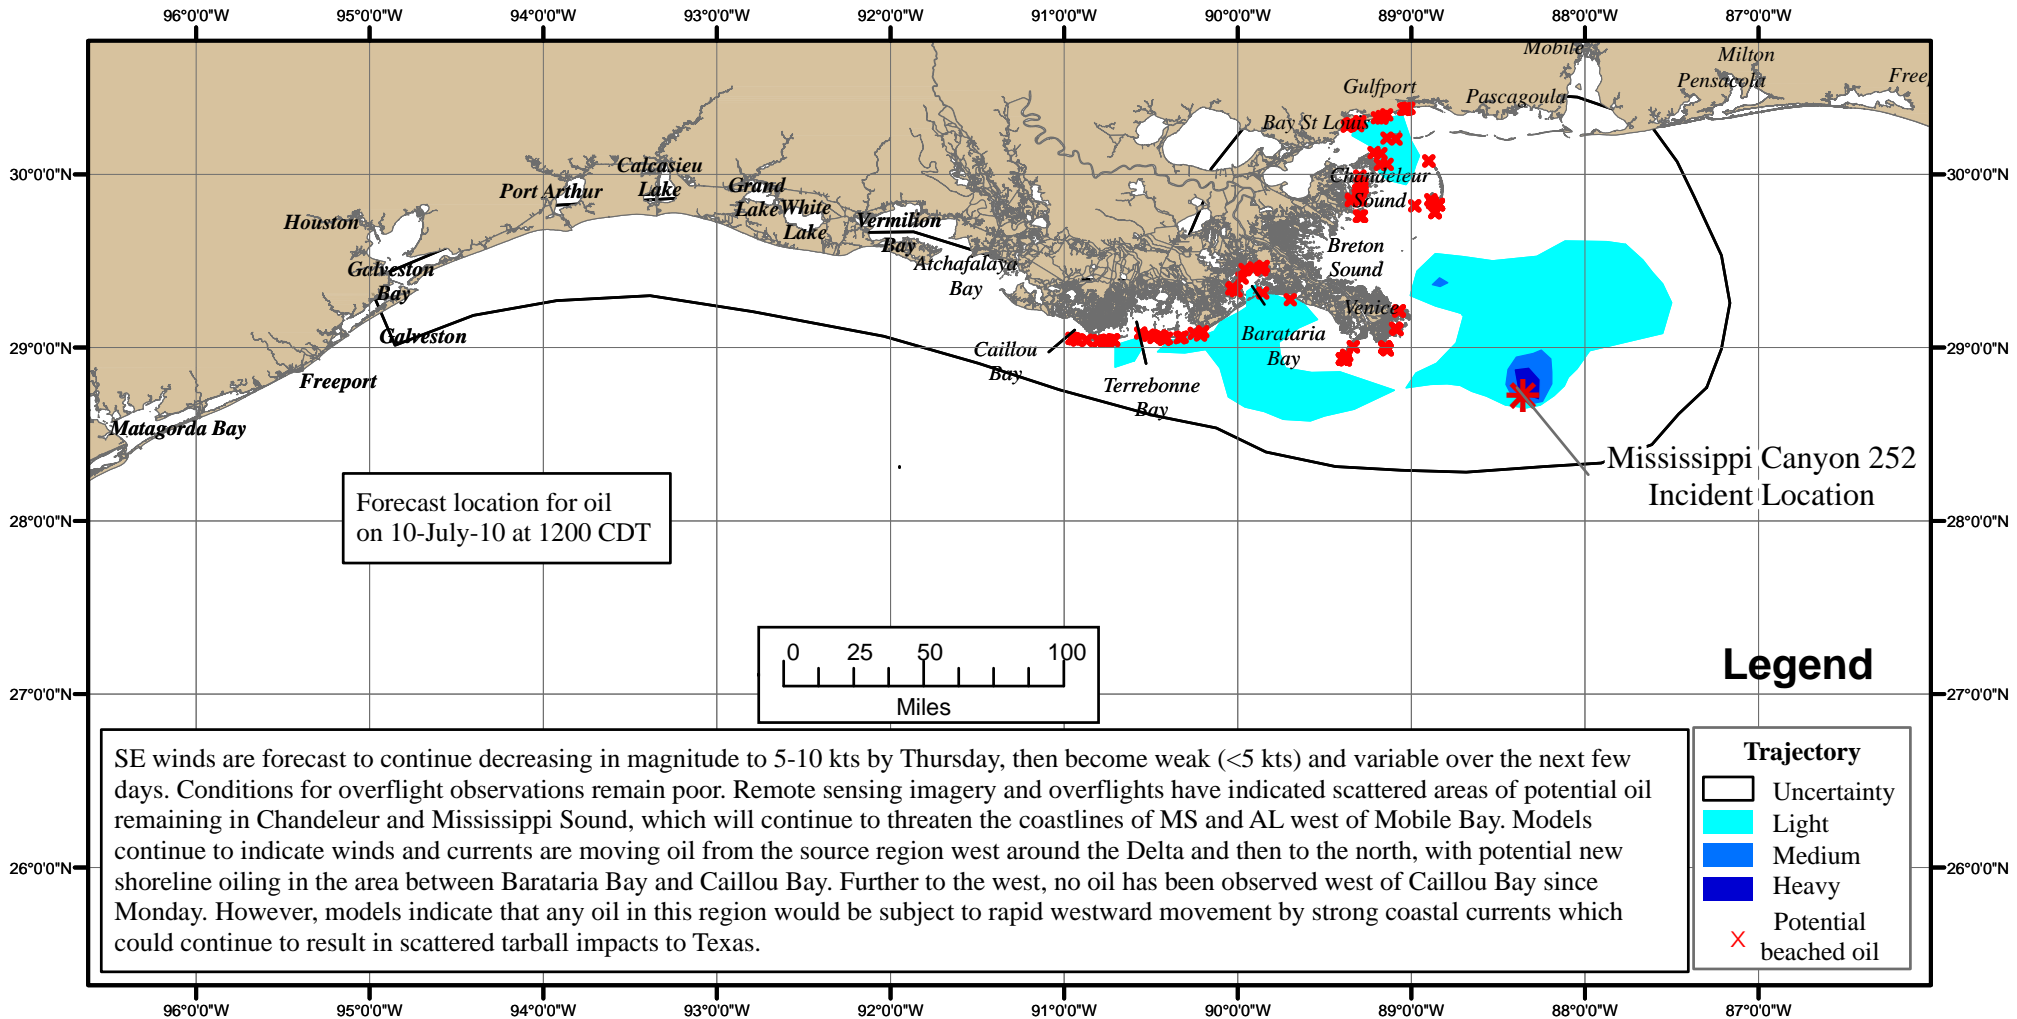 96°0'0"W 95°0'0"W 94°0'0"W 93°0'0"W 92°0'0"W 91°0'0"W 90°0'0"W 89°0'0"W 88°0'0"W 87°0'0"W
Mobile
Milton
Pensacola
Gulfport
Pascagoula
Bay St Louis
30°0'0"N
30°0'0"N
Calcasieu
Lake
Port Arthur
Grand
Lake
White
Lake
Houston
Vermilion
Bay
Atchafalaya
Bay
Chandeleur
Sound
Breton
Sound
Galveston
Bay
Venice
Galveston
29°0'0"N
29°0'0"N
Barataria
Bay
Caillou
Bay
Terrebonne
Bay
Freeport
Matagorda Bay
Mississippi Canyon 252
Incident Location
Forecast location for oil
on 10-July-10 at 1200 CDT
28°0'0"N
28°0'0"N
0 25 50 100
Miles
27°0'0"N
27°0'0"N
Legend
SE winds are forecast to continue decreasing in magnitude to 5-10 kts by Thursday, then become weak (<5 kts) and variable over the next few
days. Conditions for overflight observations remain poor. Remote sensing imagery and overflights have indicated scattered areas of potential oil
remaining in Chandeleur and Mississippi Sound, which will continue to threaten the coastlines of MS and AL west of Mobile Bay. Models
continue to indicate winds and currents are moving oil from the source region west around the Delta and then to the north, with potential new
shoreline oiling in the area between Barataria Bay and Caillou Bay. Further to the west, no oil has been observed west of Caillou Bay since
Monday. However, models indicate that any oil in this region would be subject to rapid westward movement by strong coastal currents which
could continue to result in scattered tarball impacts to Texas.
Trajectory
Uncertainty
Light
Medium
Heavy
Potential
beached oil
26°0'0"N
26°0'0"N
96°0'0"W 95°0'0"W 94°0'0"W 93°0'0"W 92°0'0"W 91°0'0"W 90°0'0"W 89°0'0"W 88°0'0"W 87°0'0"W